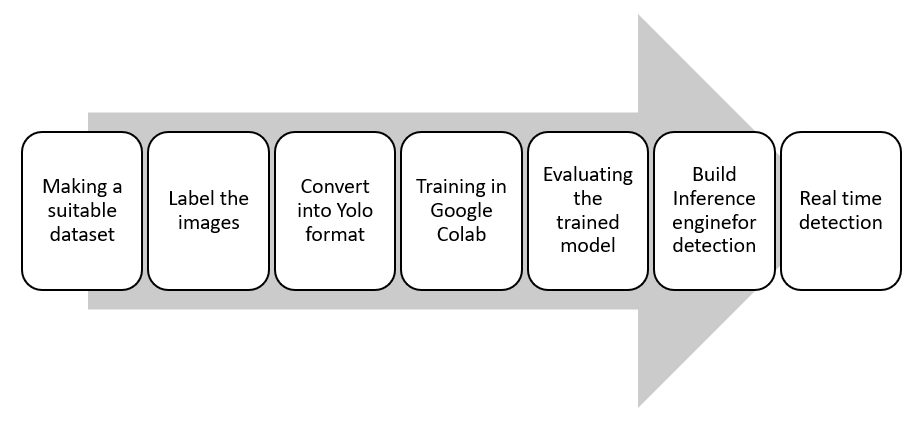 Making a
suitable
dataset
Label the
images
Convert
into Yolo
format
Training in
Google
Colab
Evaluating
the
trained
model
Build
Inference
enginefor
detection
Real time
detection